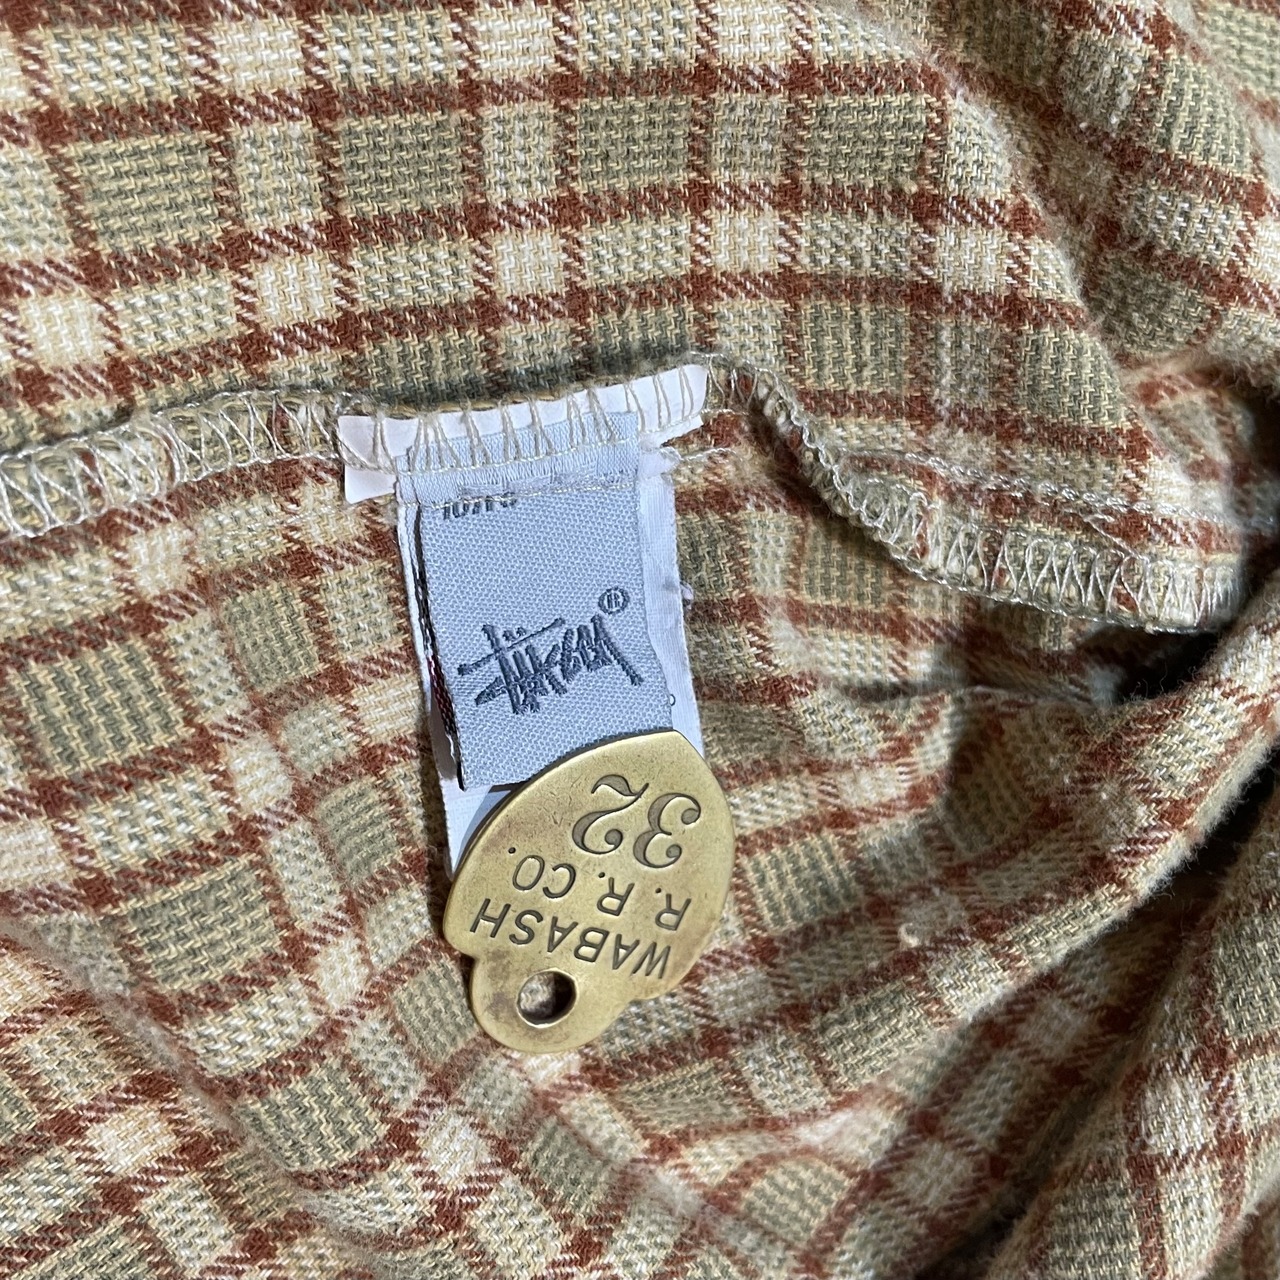 Stüssy ®
WABASH
R. R. CO.
32